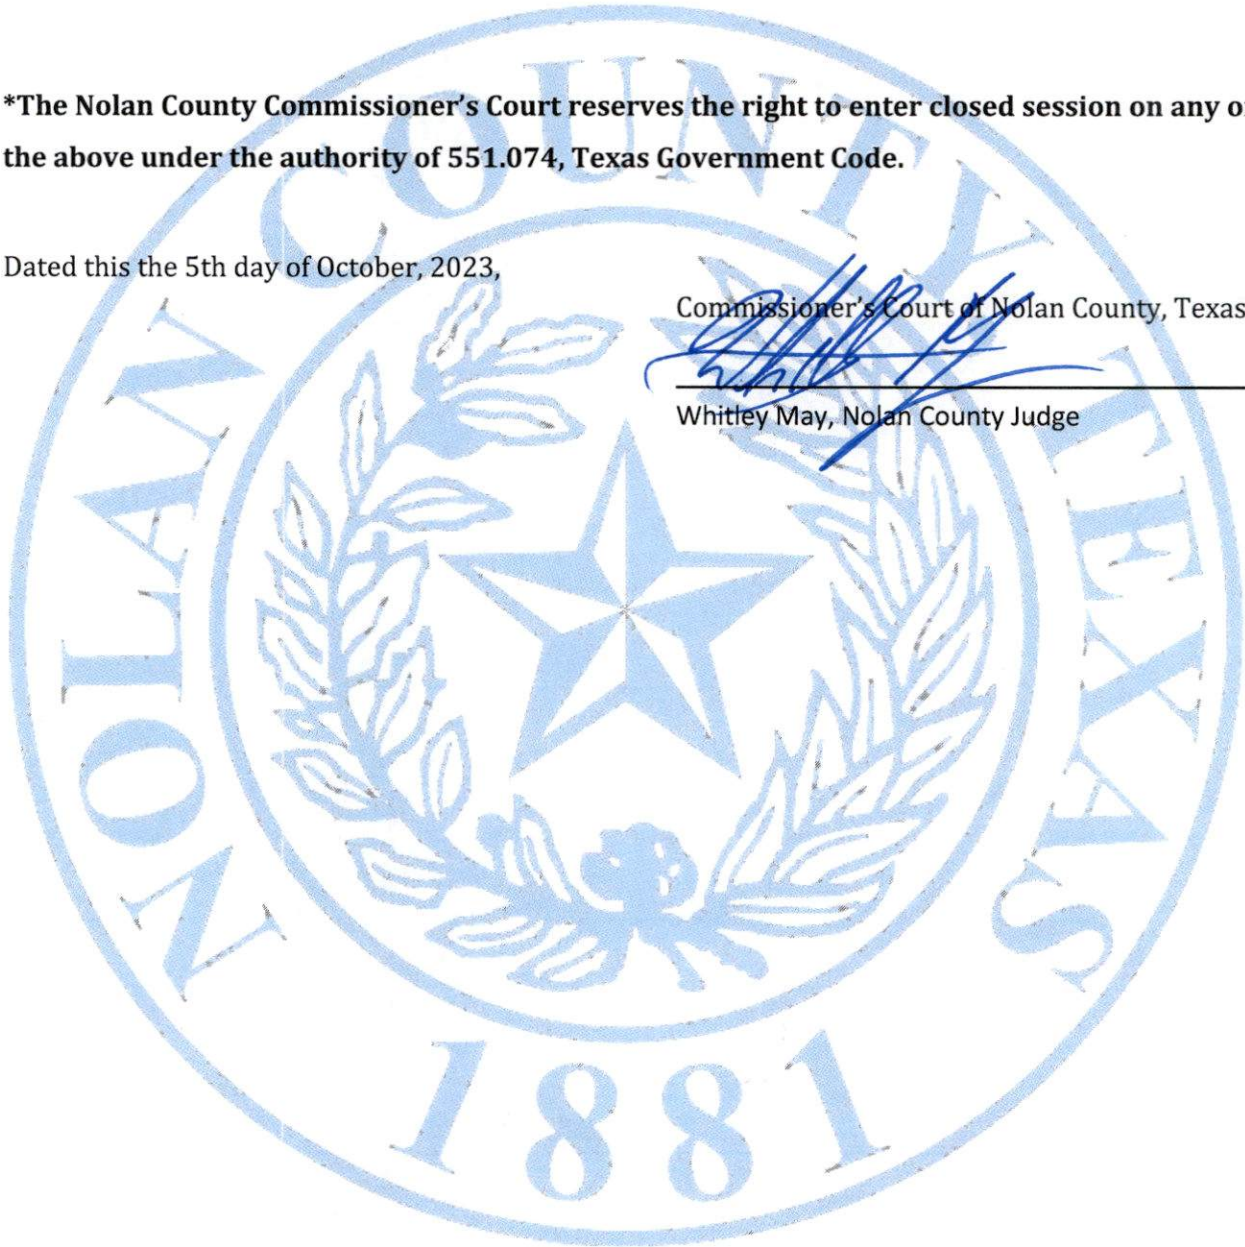 *The Nolan County Commissioner’s Court reserves the right to enter closed session on any o
the above under the authority of 551.074, Texas Government Code.
Dated this the 5th day of October, 2023,
Commissioner’s Court of Nolan County, Texas
Whitley May, Nolan County Judge
NOLAN COUNTY TEXAS
1881